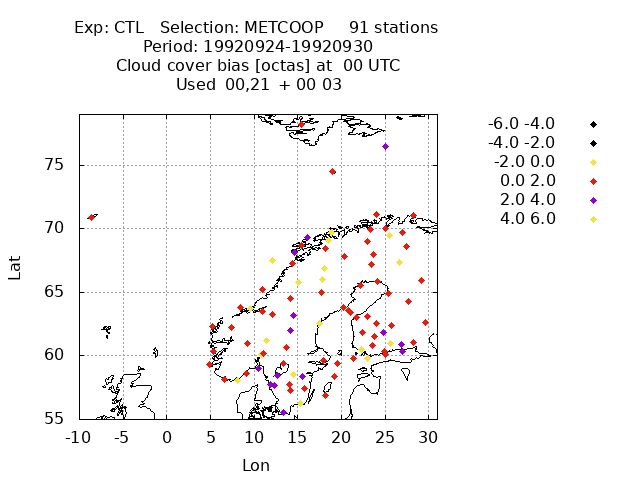 Exp: CTL   Selection: METCOOP     91 stations
Period: 19920924-19920930
Cloud cover bias [octas] at  00 UTC
Used  00,21  + 00 03
-6.0 -4.0
-4.0 -2.0
-2.0 0.0
0.0 2.0
2.0 4.0
4.0 6.0
75
70
65
60
55
Lat
-10 -5 0 5 10 15 20 25 30
Lon